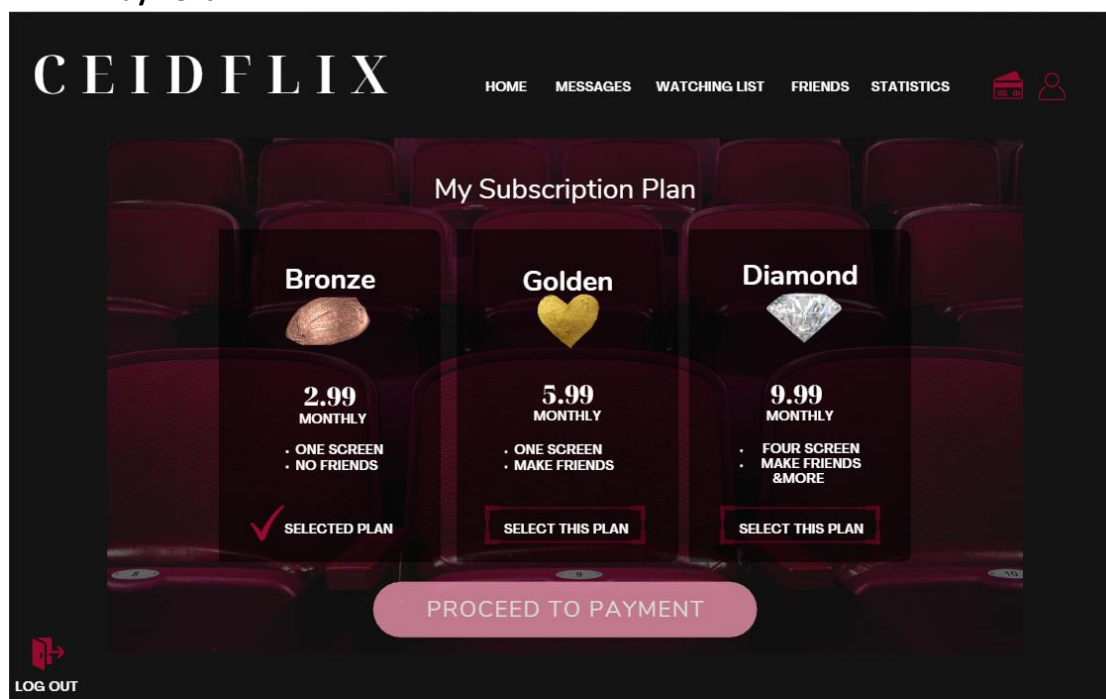 CEIDFLIX
HOME MESSAGES WATCHING LIST FRIENDS STATISTICS
My Subscription Plan
Bronze
2.99
MONTHLY
· ONE SCREEN
· NO FRIENDS
SELECTED PLAN
Golden
5.99
MONTHLY
· ONE SCREEN
· MAKE FRIENDS
SELECT THIS PLAN
Diamond
9.99
MONTHLY
· FOUR SCREEN
· MAKE FRIENDS
&MORE
SELECT THIS PLAN
9
10
PROCEED TO PAYMENT
LOG OUT